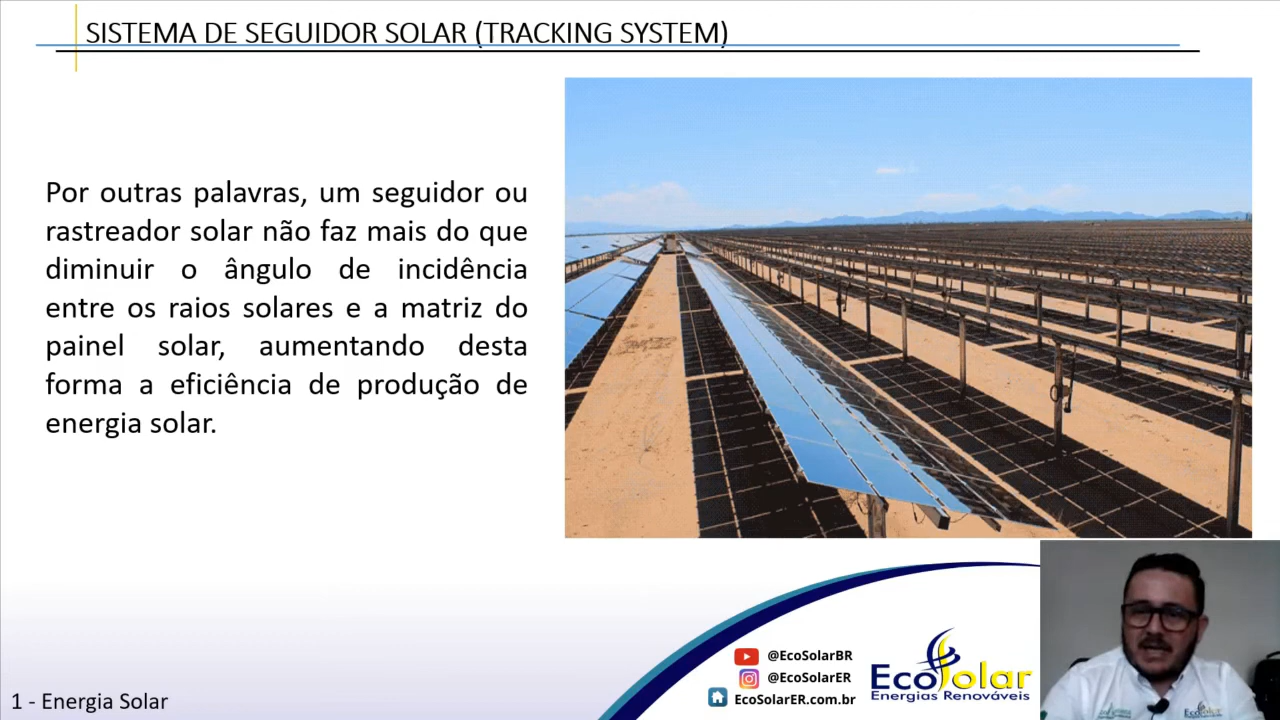 SISTEMA DE SEGUIDOR SOLAR (TRACKING SYSTEM)
Por outras palavras, um seguidor ou
rastreador solar não faz mais do que
diminuir o ângulo de incidência
entre os raios solares e a matriz do
painel solar, aumentando desta
forma a eficiência de produção de
energia solar.
@EcoSolarBR
@EcoSolarER
EcoSolarER.com.br
EcoSolar
Energias Renováveis
1 - Energia Solar